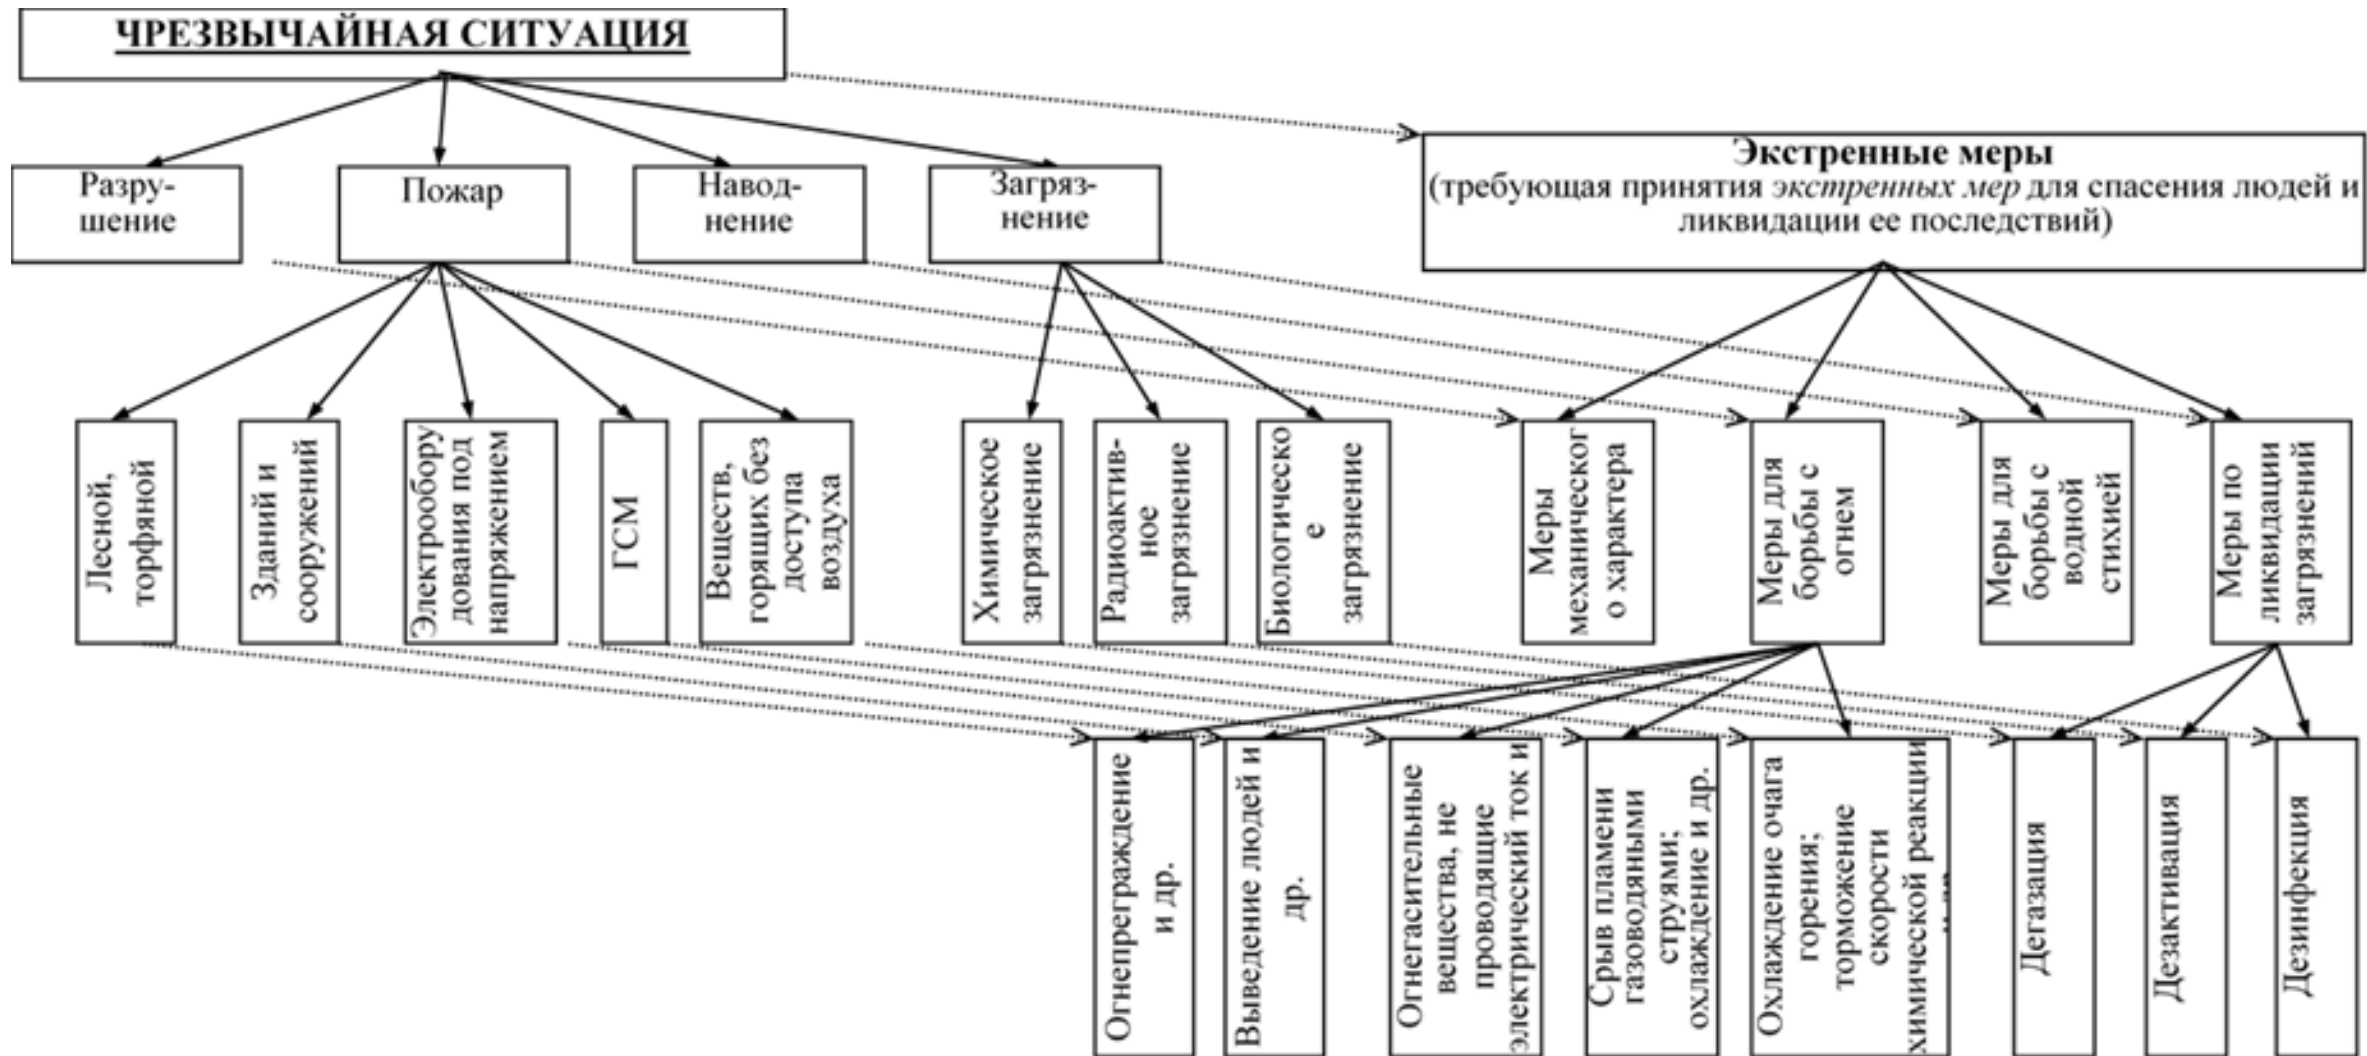 ЧРЕЗВЫЧАЙНАЯ СИТУАЦИЯ
Экстренные меры
(требующая принятия экстренных мер для спасения людей и
ликвидации ее последствий)
Разру-
шение
Пожар
Навод-
нение
Загряз-
нение
Лесной,
торфяной
Зданий и
сооружений
Электрообору
дования под
напряжением
ГСМ
Веществ,
горящих без
доступа
воздуха
Химическое
загрязнение
Радиоактив-
ное
загрязнение
Биологическо
е
загрязнение
Меры
механическог
о характера
Меры для
борьбы с
огнем
Меры для
борьбы с
водной
стихией
Меры по
ликвидации
загрязнений
Огнепреграждение
и др.
Выведение людей и
др.
Огнегасительные
вещества, не
проводящие
электрический ток и
Срыв пламени
газоводяными
струями;
охлаждение и др.
Охлаждение очага
горения;
торможение
скорости
химической реакции
Дегазация
Дезактивация
Дезинфекция